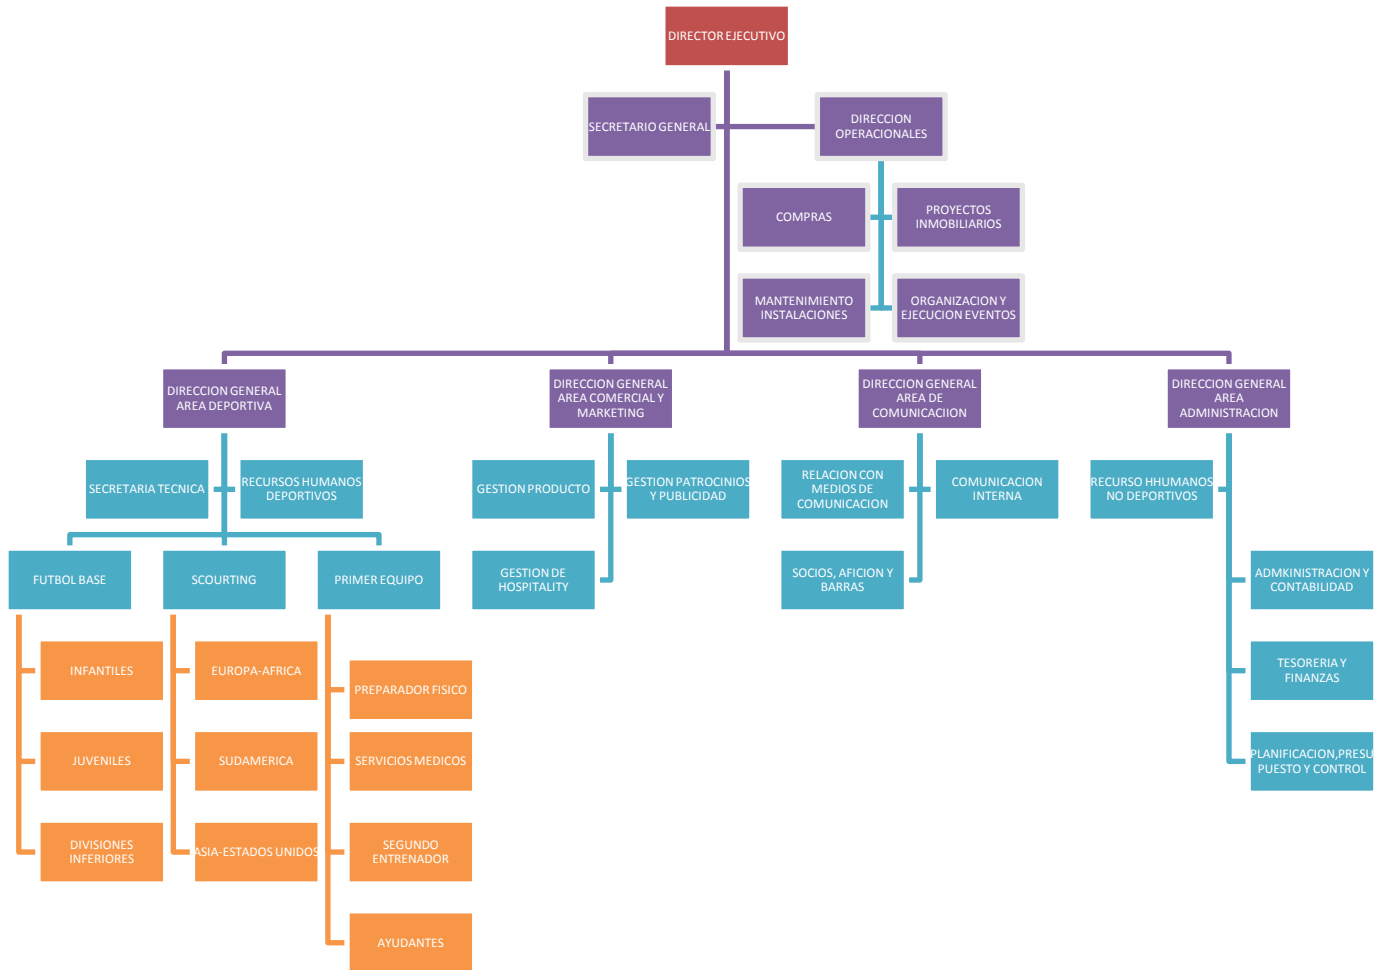 DIRECTOR EJECUTIVO
SECRETARIO GENERAL
DIRECCION
OPERACIONALES
COMPRAS
PROYECTOS
INMOBILIARIOS
MANTENIMIENTO
INSTALACIONES
ORGANIZACION Y
EJECUCION EVENTOS
DIRECCION GENERAL
AREA DEPORTIVA
DIRECCION GENERAL
AREA COMERCIAL Y
MARKETING
DIRECCION GENERAL
AREA DE
COMUNICACIION
DIRECCION GENERAL
AREA
ADMINISTRACION
SECRETARIA TECNICA
RECURSOS HUMANOS
DEPORTIVOS
GESTION PRODUCTO
GESTION PATROCINIOS
Y PUBLICIDAD
RELACION CON
MEDIOS DE
COMUNICACION
COMUNICACION
INTERNA
RECURSO HHUMANOS
NO DEPORTIVOS
FUTBOL BASE
SCOURTING
PRIMER EQUIPO
GESTION DE
HOSPITALITY
SOCIOS, AFICION Y
BARRAS
ADMKINISTRACION Y
CONTABILIDAD
INFANTILES
EUROPA-AFRICA
PREPARADOR FISICO
TESORERIA Y
FINANZAS
JUVENILES
SUDAMERICA
SERVICIOS MEDICOS
PLANIFICACION,PRESU
PUESTO Y CONTROL
DIVISIONES
INFERIORES
ASIA-ESTADOS UNIDOS
SEGUNDO
ENTRENADOR
AYUDANTES